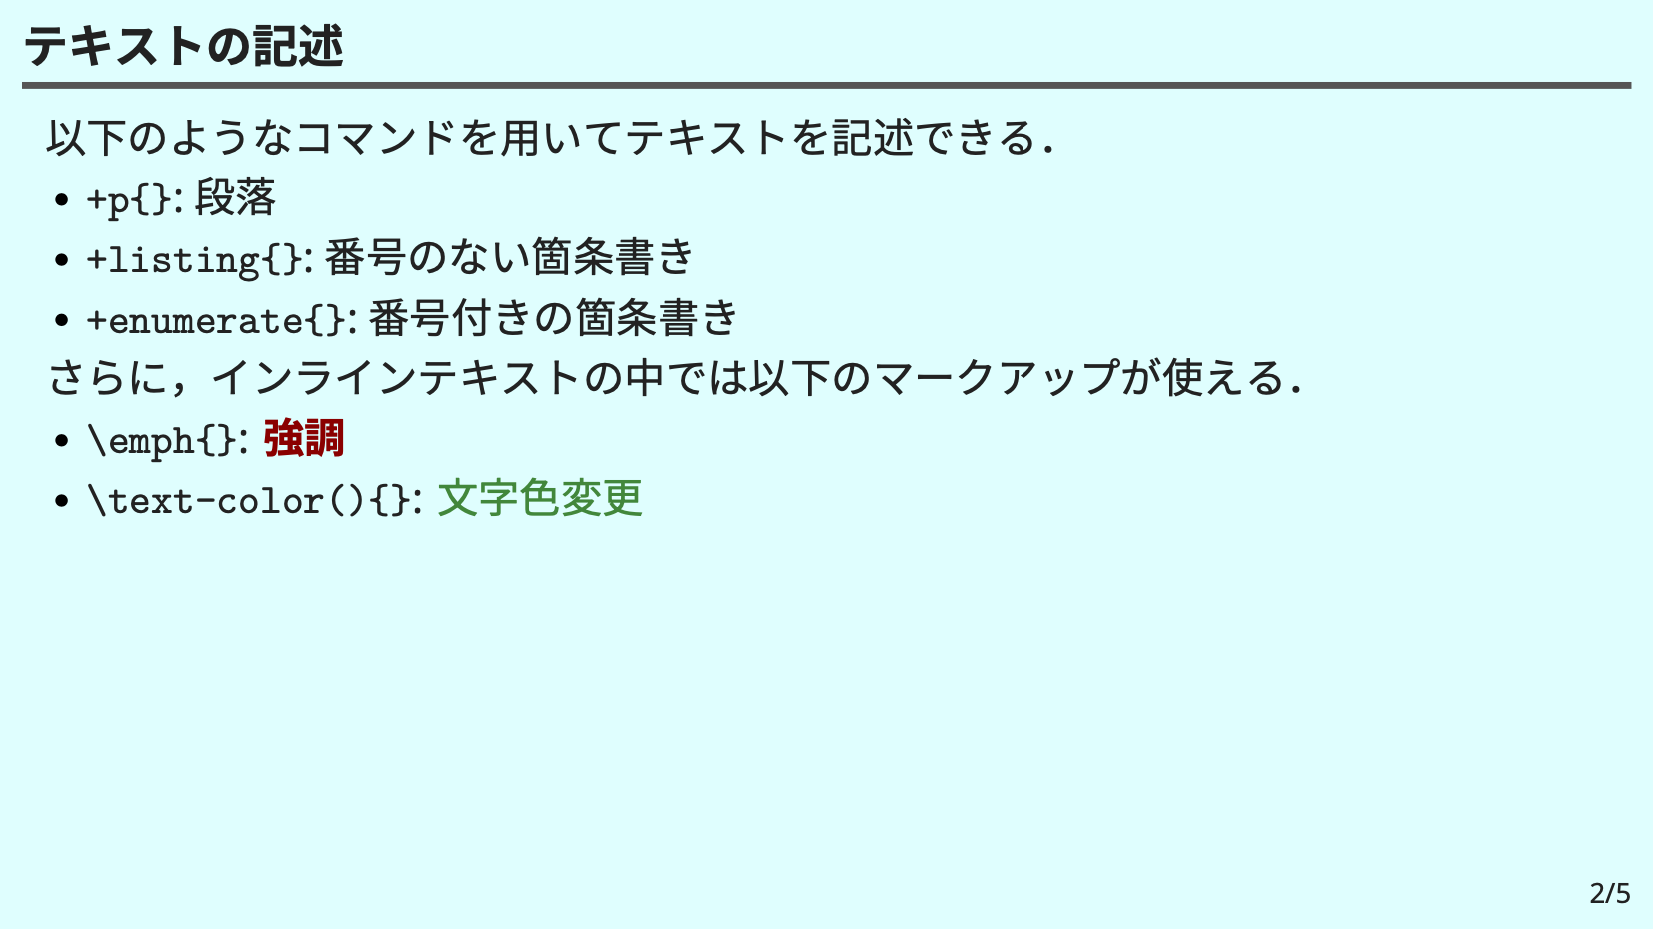 テキストの記述
以下のようなコマンドを用いてテキストを記述できる．
• +p{}: 段落
• +listing{}: 番号のない箇条書き
• +enumerate{}: 番号付きの箇条書き
さらに，インラインテキストの中では以下のマークアップが使える．
• \emph{}: 強調
• \text-color(){}: 文字色変更
2/5